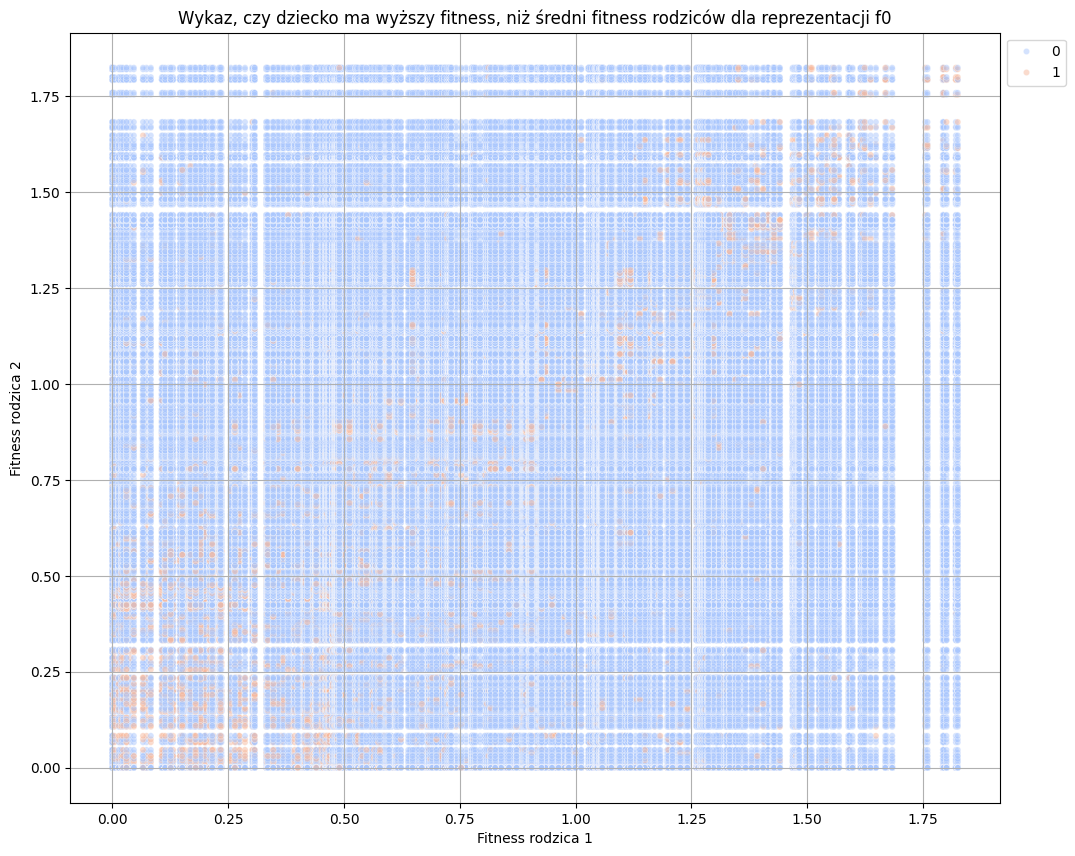 Wykaz, czy dziecko ma wyższy fitness, niż średni fitness rodziców dla reprezentacji f0
0
1
1.75
1.50
1.25
1.00
0.75
0.50
0.25
0.00
Fitness rodzica 2
0.00 0.25 0.50 0.75 1.00 1.25 1.50 1.75
Fitness rodzica 1